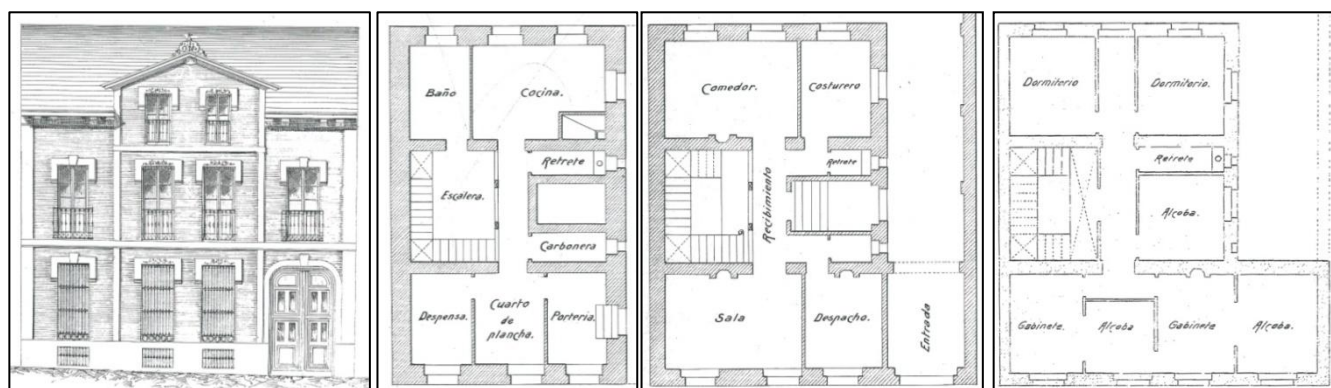 Baño
Cocina.
Retrete
Escalera.
Carbonera
Despensa.
Cuarto
de
plancha.
Portería.
Comedor.
Costurero
Retrete
Recibimiento
Sala
Despacho.
Entrada
Dormitorio
Dormitorio.
Retrete
Alcoba.
Gabinete.
Alcoba
Gabinete
Alcoba.